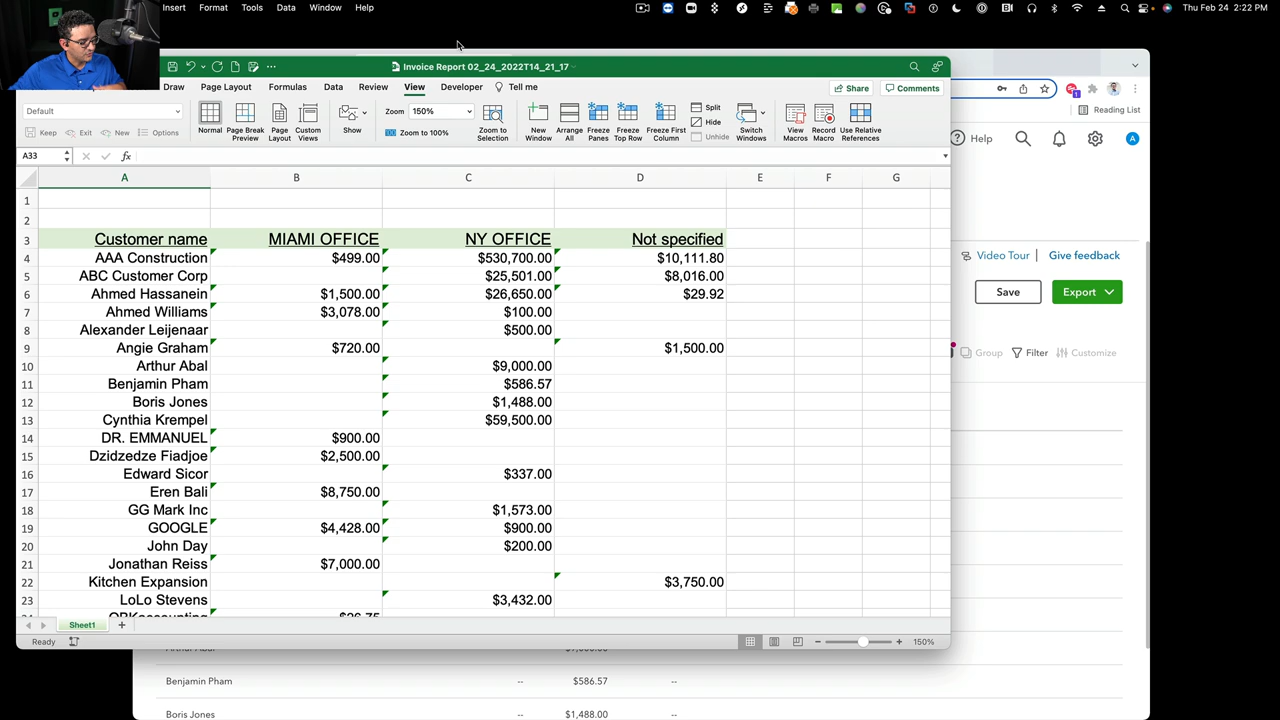 Insert Format Tools Data Window Help Thu Feb 24 2:22 PM
Invoice Report 02_24_2022T14_21_17
Draw Page Layout Formulas Data Review View Developer Tell me Share Comments
Reading List
Default Zoom 150% Split
Hide
Unhide
Keep Exit New Options Zoom to 100%
Normal Page Break Preview Page Layout Custom Views Show Zoom to Selection New Window Arrange All Freeze Panes Freeze Top Row Freeze First Column Switch Windows View Macros Record Macro Use Relative References
Help A
A33 fx
A B C D E F G
1
2
3 Customer name MIAMI OFFICE NY OFFICE Not specified
4 AAA Construction $499.00 $530,700.00 $10,111.80
5 ABC Customer Corp $25,501.00 $8,016.00
6 Ahmed Hassanein $1,500.00 $26,650.00 $29.92
7 Ahmed Williams $3,078.00 $100.00
8 Alexander Leijenaar $500.00
9 Angie Graham $720.00 $1,500.00
10 Arthur Abal $9,000.00
11 Benjamin Pham $586.57
12 Boris Jones $1,488.00
13 Cynthia Krempel $59,500.00
14 DR. EMMANUEL $900.00
15 Dzidzedze Fiadjoe $2,500.00
16 Edward Sicor $337.00
17 Eren Bali $8,750.00
18 GG Mark Inc $1,573.00
19 GOOGLE $4,428.00 $900.00
20 John Day $200.00
21 Jonathan Reiss $7,000.00
22 Kitchen Expansion $3,750.00
23 LoLo Stevens $3,432.00
Video Tour | Give feedback
Save Export
Group Filter Customize
Sheet1
Ready 150%
Benjamin Pham -- $586.57 --
Boris Jones -- $1,488.00 --